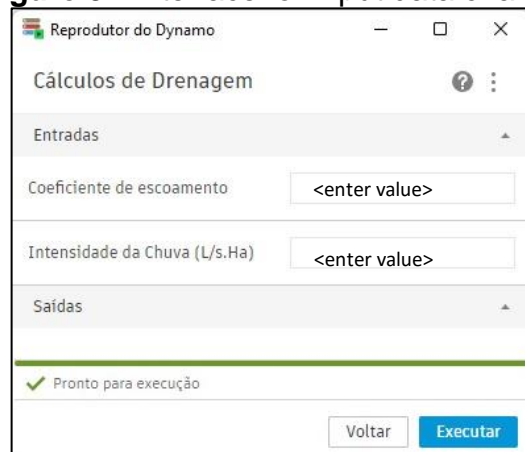 Reprodutor do Dynamo
Cálculos de Drenagem
Entradas
Coeficiente de escoamento <enter value>
Intensidade da Chuva (L/s.Ha) <enter value>
Saídas
Pronto para execução
Voltar Executar